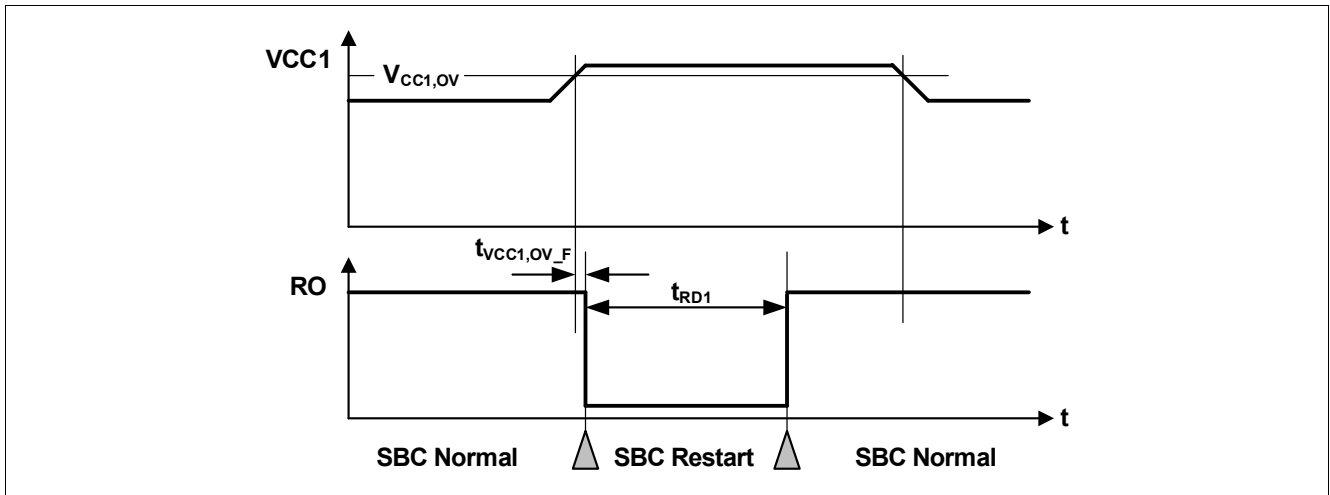 VCC1
VCC1,OV
t
tVCC1,OV_F
RO
tRD1
t
SBC Normal
SBC Restart
SBC Normal